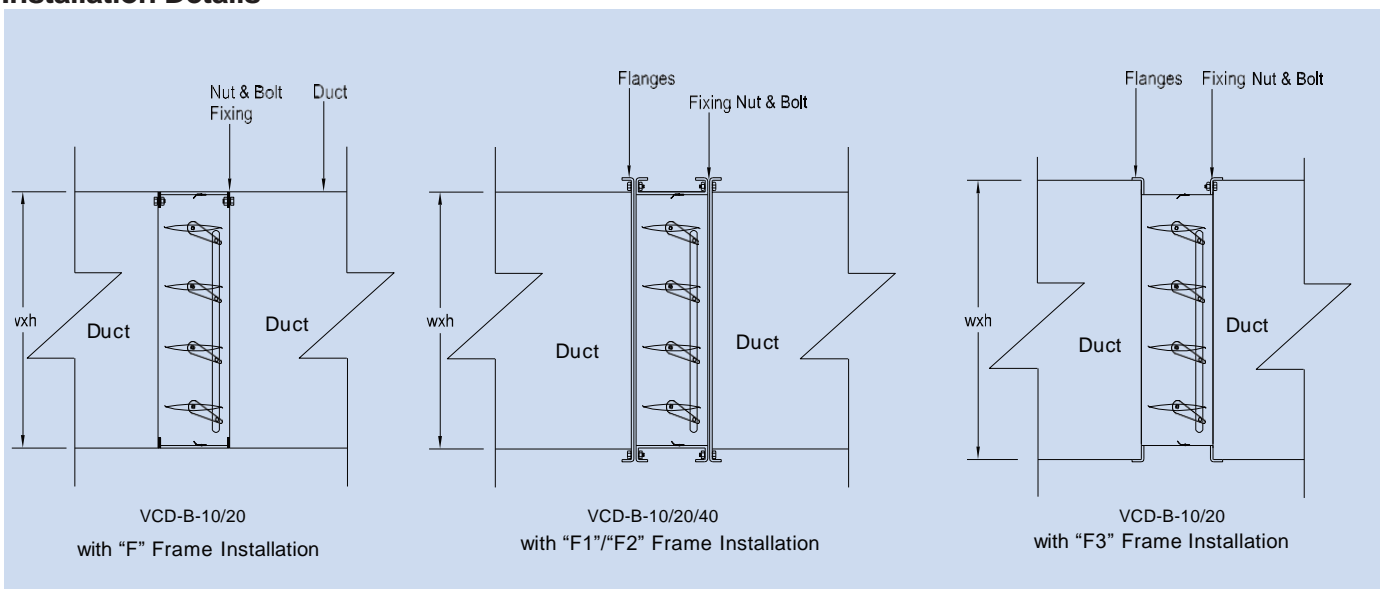 Installation Details
Nut & Bolt
Fixing
Duct
wxh
Duct
Duct
VCD-B-10/20
with “F” Frame Installation
Flanges
Fixing Nut & Bolt
wxh
Duct
Duct
VCD-B-10/20/40
with “F1”/“F2” Frame Installation
Flanges
Fixing Nut & Bolt
wxh
Duct
Duct
VCD-B-10/20
with “F3” Frame Installation